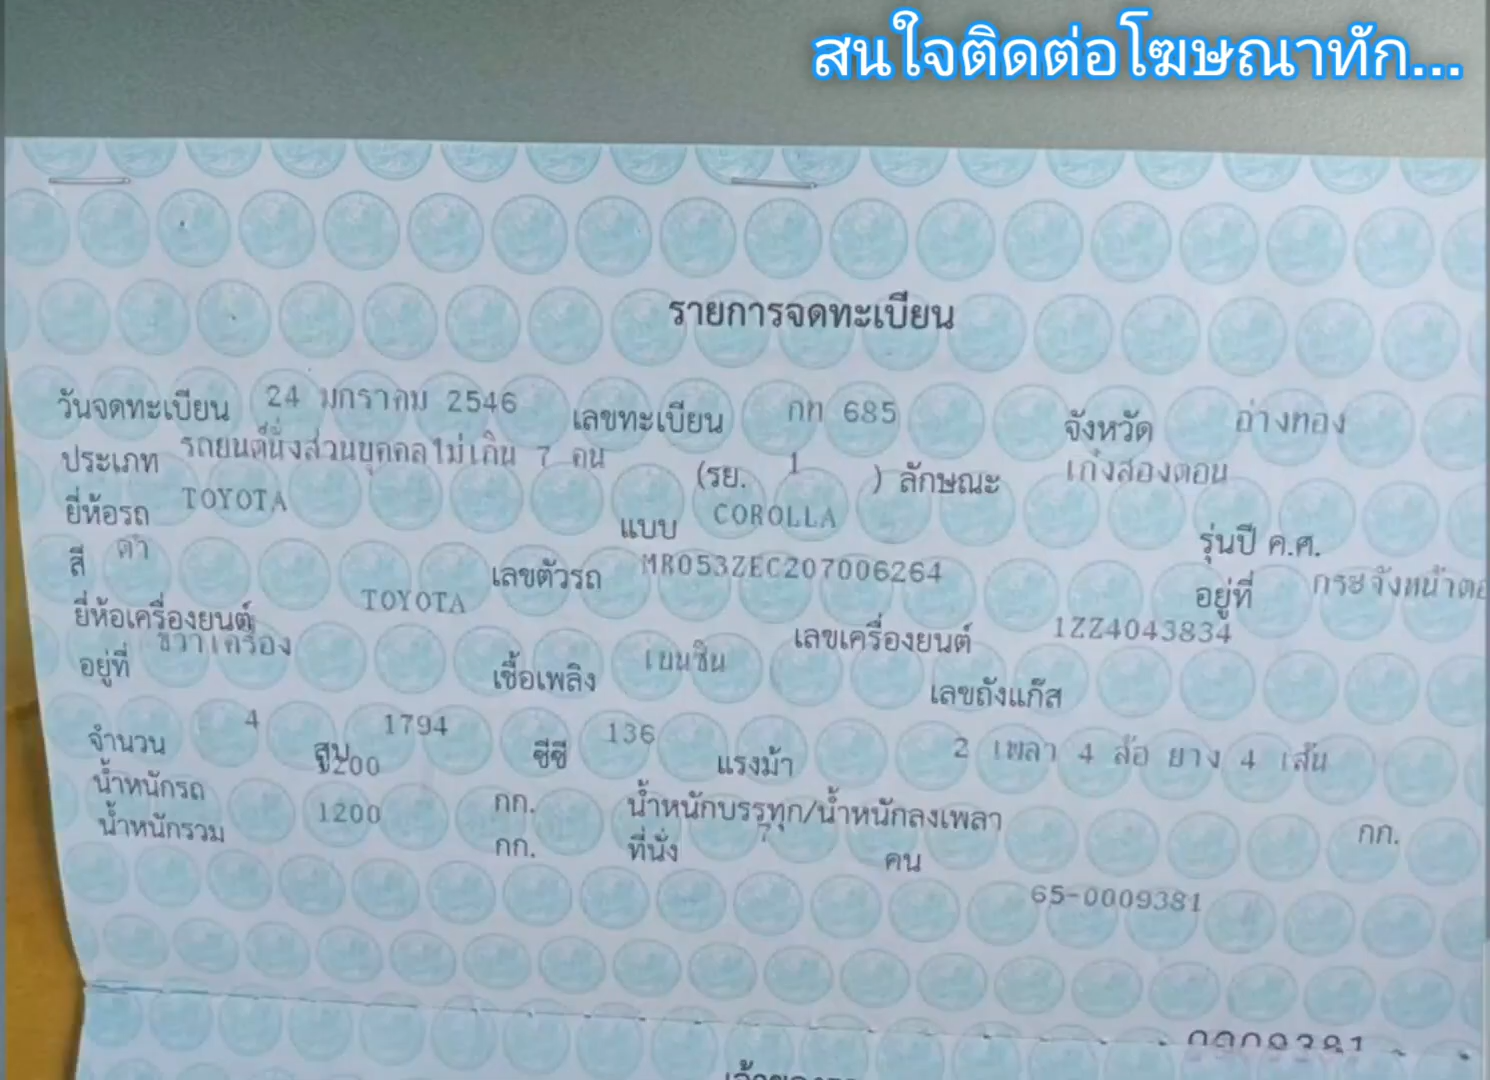 สนใจติดต่อโฆษณาทัก...
รายการจดทะเบียน
วันจดทะเบียน 24 มกราคม 2546 เลขทะเบียน กท 685 จังหวัด อ่างทอง
ประเภท รถยนต์นั่งส่วนบุคคลไม่เกิน 7 คน (รย. 1 ) ลักษณะ เก๋งสองตอน
ยี่ห้อรถ TOYOTA แบบ COROLLA รุ่นปี ค.ศ.
สี ดำ เลขตัวรถ MR053ZEC207006264 อยู่ที่ กระจังหน้า
ยี่ห้อเครื่องยนต์ TOYOTA เลขเครื่องยนต์ 1ZZ4043834
อยู่ที่ ขวาเครื่อง เชื้อเพลิง เบนซิน เลขถังแก๊ส
จำนวน 4 สูบ 1794 ซีซี 136 แรงม้า 2 เพลา 4 ล้อ ยาง 4 เส้น
น้ำหนักรถ 1200 กก. น้ำหนักบรรทุก/น้ำหนักลงเพลา กก.
น้ำหนักรวม 1200 กก. ที่นั่ง 7 คน
65-0009381
0009381